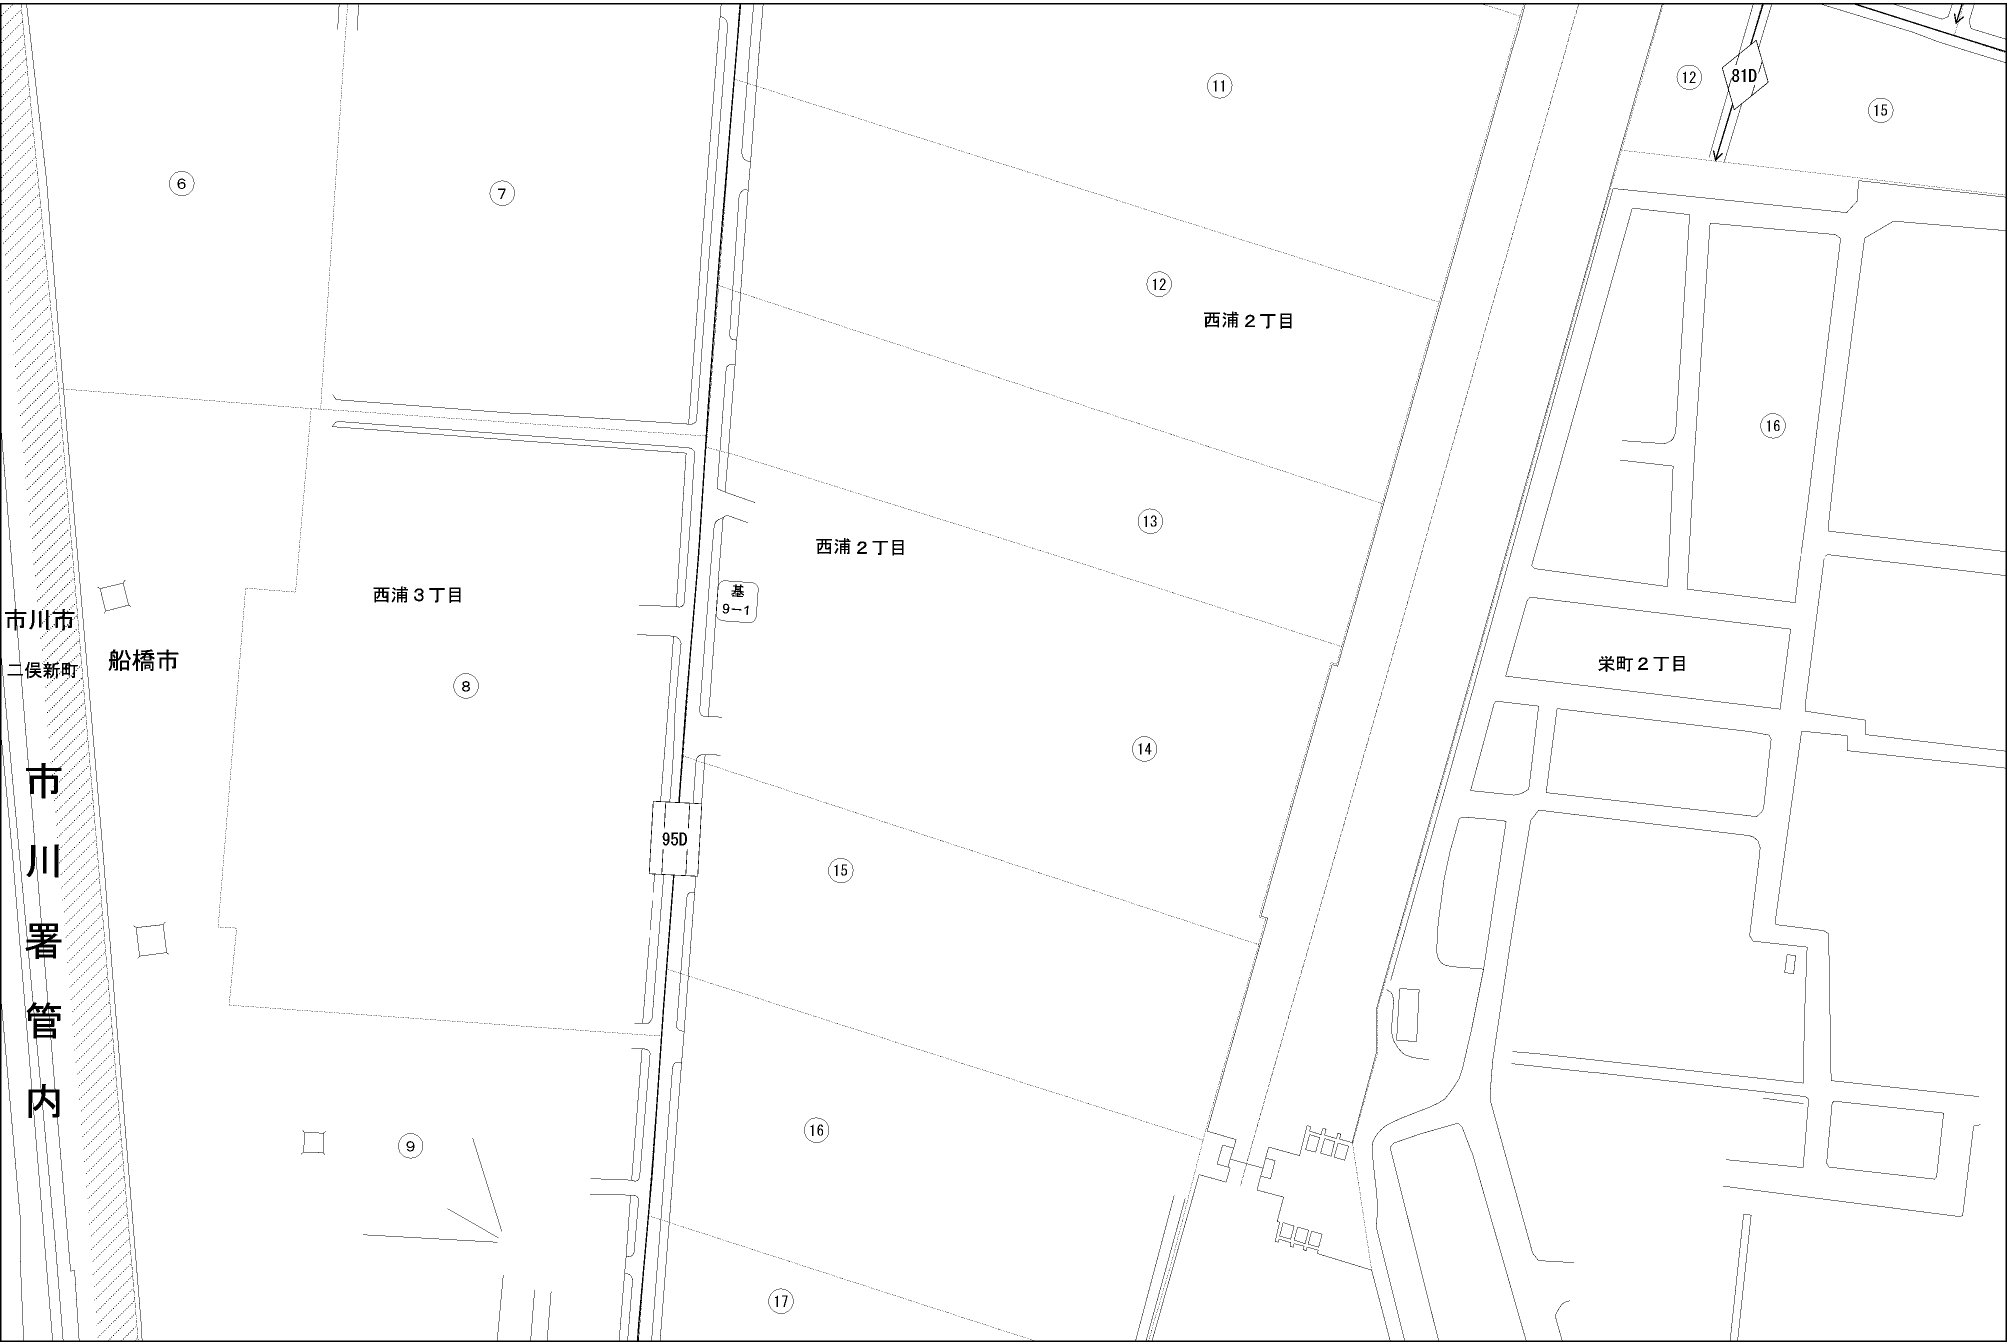 ⑪
⑫
81D
⑮
⑥
⑦
⑫
西浦２丁目
⑯
⑬
西浦２丁目
西浦３丁目
基
9－1
市川市
二俣新町
船橋市
栄町２丁目
⑧
⑭
市川署管内
95D
⑮
⑨
⑯
⑰